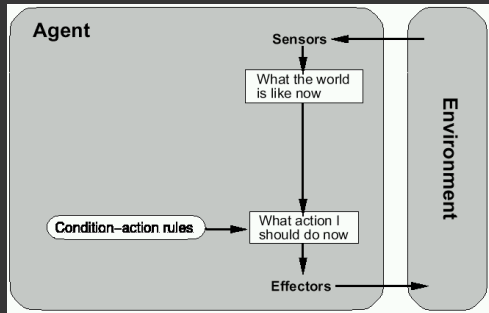 Agent
Sensors
What the world
is like now
Environment
Condition–action rules
What action I
should do now
Effectors